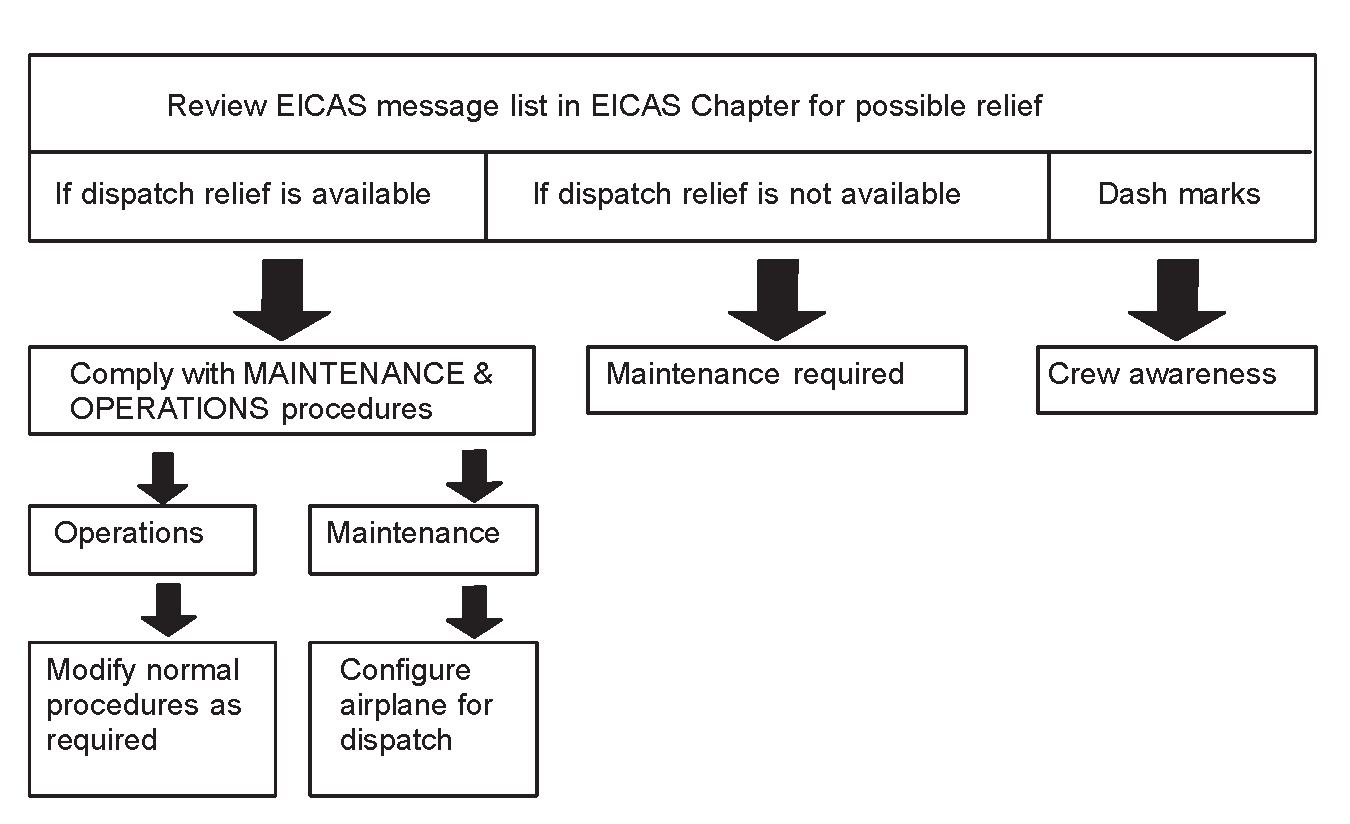 Review EICAS message list in EICAS Chapter for possible relief
If dispatch relief is available
If dispatch relief is not available
Dash marks
Comply with MAINTENANCE &
OPERATIONS procedures
Maintenance required
Crew awareness
Operations
Maintenance
Modify normal
procedures as
required
Configure
airplane for
dispatch